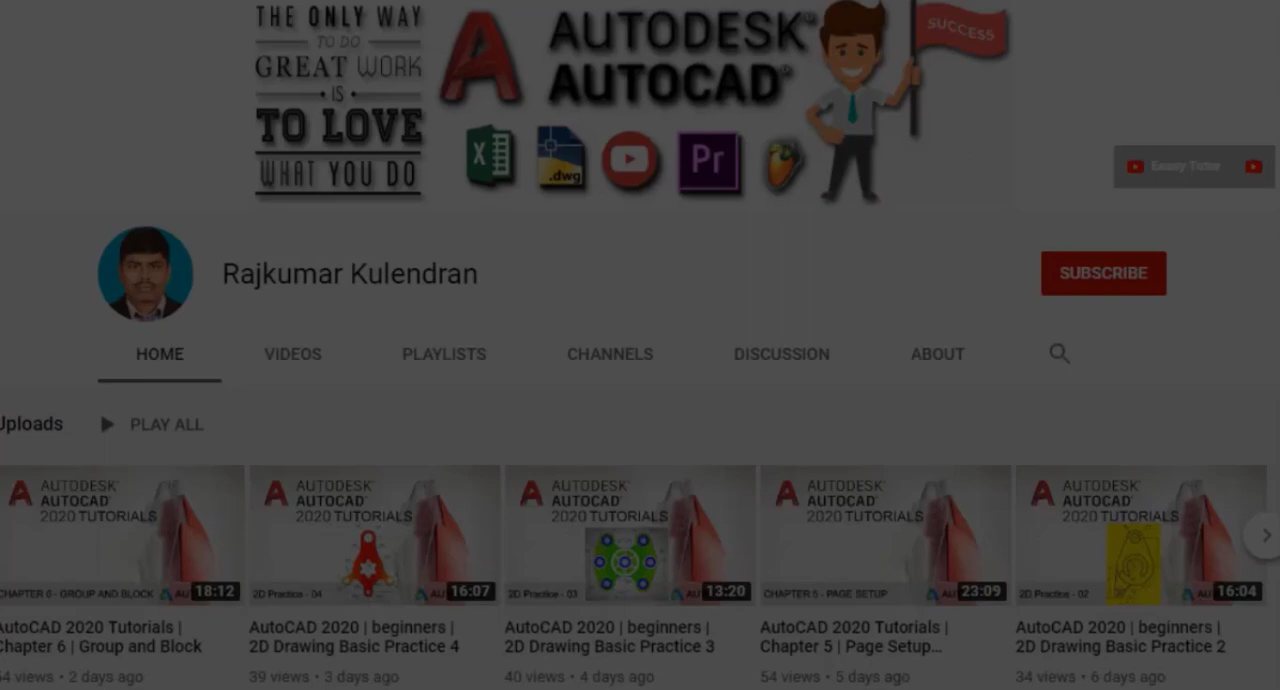 THE ONLY WAY
TO DO
GREAT WORK
IS
TO LOVE
WHAT YOU DO
AUTODESK®
AUTOCAD®
.dwg
X
Pr
SUCCESS
Rajkumar Kulendran
SUBSCRIBE
HOME VIDEOS PLAYLISTS CHANNELS DISCUSSION ABOUT
Uploads PLAY ALL
AUTODESK®
AUTOCAD®
2020 TUTORIALS
CHAPTER 6 - GROUP AND BLOCK
18:12
AutoCAD 2020 Tutorials |
Chapter 6 | Group and Block
views • 2 days ago
AUTODESK®
AUTOCAD®
2020 TUTORIALS
2D Practice - 04
16:07
AutoCAD 2020 | beginners |
2D Drawing Basic Practice 4
39 views • 3 days ago
AUTODESK®
AUTOCAD®
2020 TUTORIALS
2D Practice - 03
13:20
AutoCAD 2020 | beginners |
2D Drawing Basic Practice 3
40 views • 4 days ago
AUTODESK®
AUTOCAD®
2020 TUTORIALS
CHAPTER 5 - PAGE SETUP
23:09
AutoCAD 2020 Tutorials |
Chapter 5 | Page Setup...
54 views • 5 days ago
AUTODESK®
AUTOCAD®
2020 TUTORIALS
2D Practice - 02
16:04
AutoCAD 2020 | beginners |
2D Drawing Basic Practice 2
34 views • 6 days ago